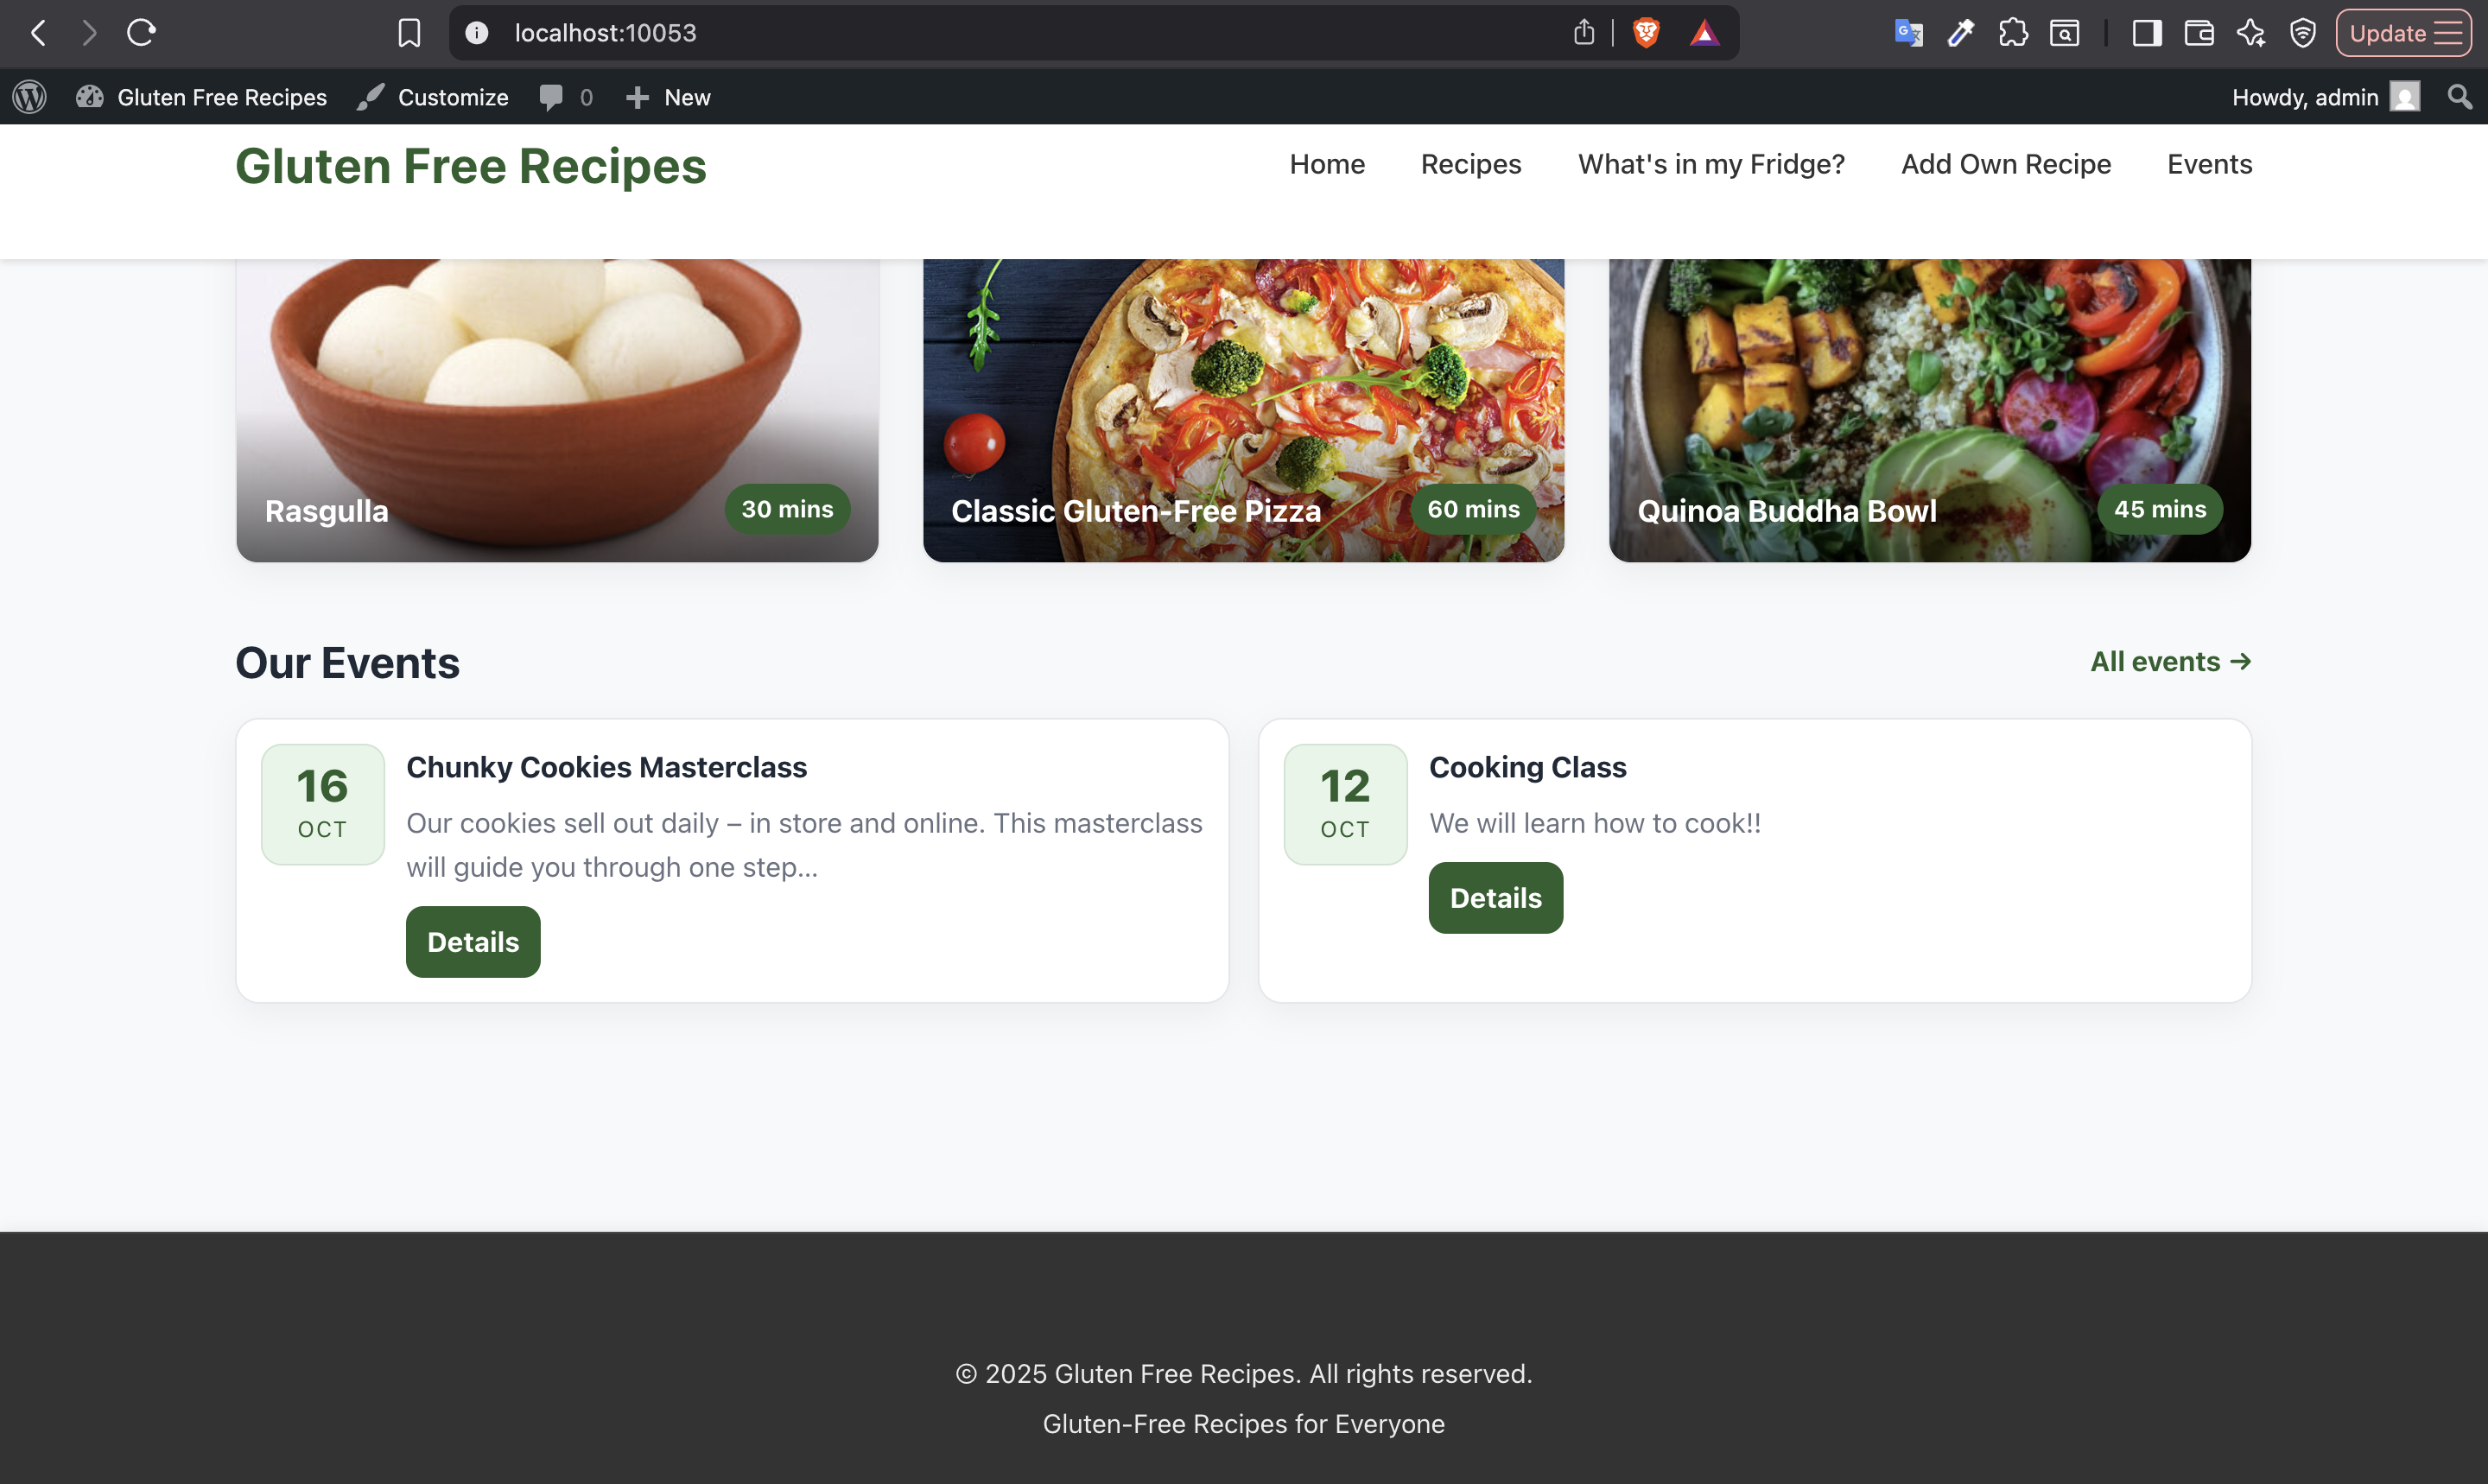 localhost:10053
Update
Gluten Free Recipes
Customize
0
New
Howdy, admin
Gluten Free Recipes
Home
Recipes
What's in my Fridge?
Add Own Recipe
Events
Rasgulla
30 mins
Classic Gluten-Free Pizza
60 mins
Quinoa Buddha Bowl
45 mins
Our Events
All events →
16
OCT
Chunky Cookies Masterclass
Our cookies sell out daily – in store and online. This masterclass
will guide you through one step...
Details
12
OCT
Cooking Class
We will learn how to cook!!
Details
© 2025 Gluten Free Recipes. All rights reserved.
Gluten-Free Recipes for Everyone